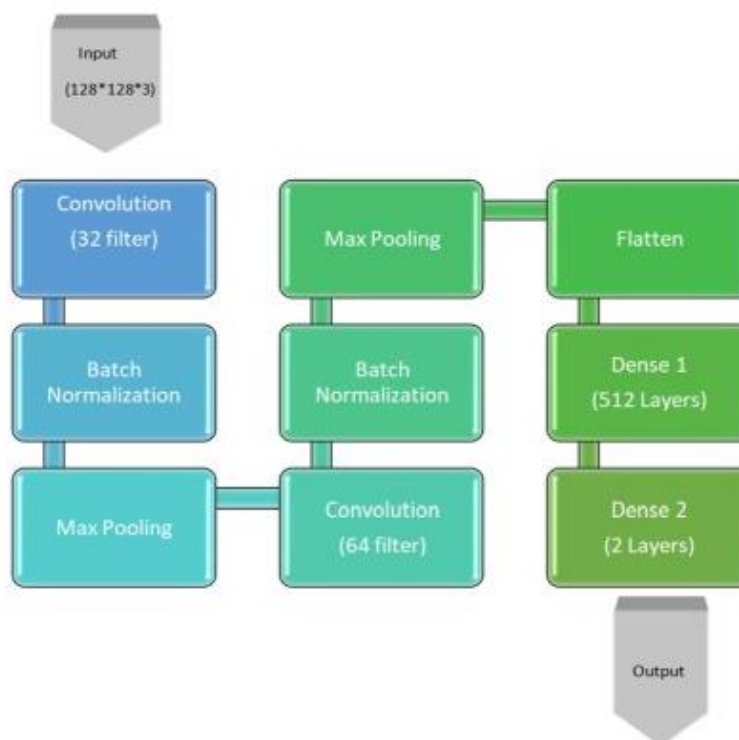 Input
(128*128*3)
Convolution
(32 filter)
Batch
Normalization
Max Pooling
Convolution
(64 filter)
Batch
Normalization
Max Pooling
Flatten
Dense 1
(512 Layers)
Dense 2
(2 Layers)
Output